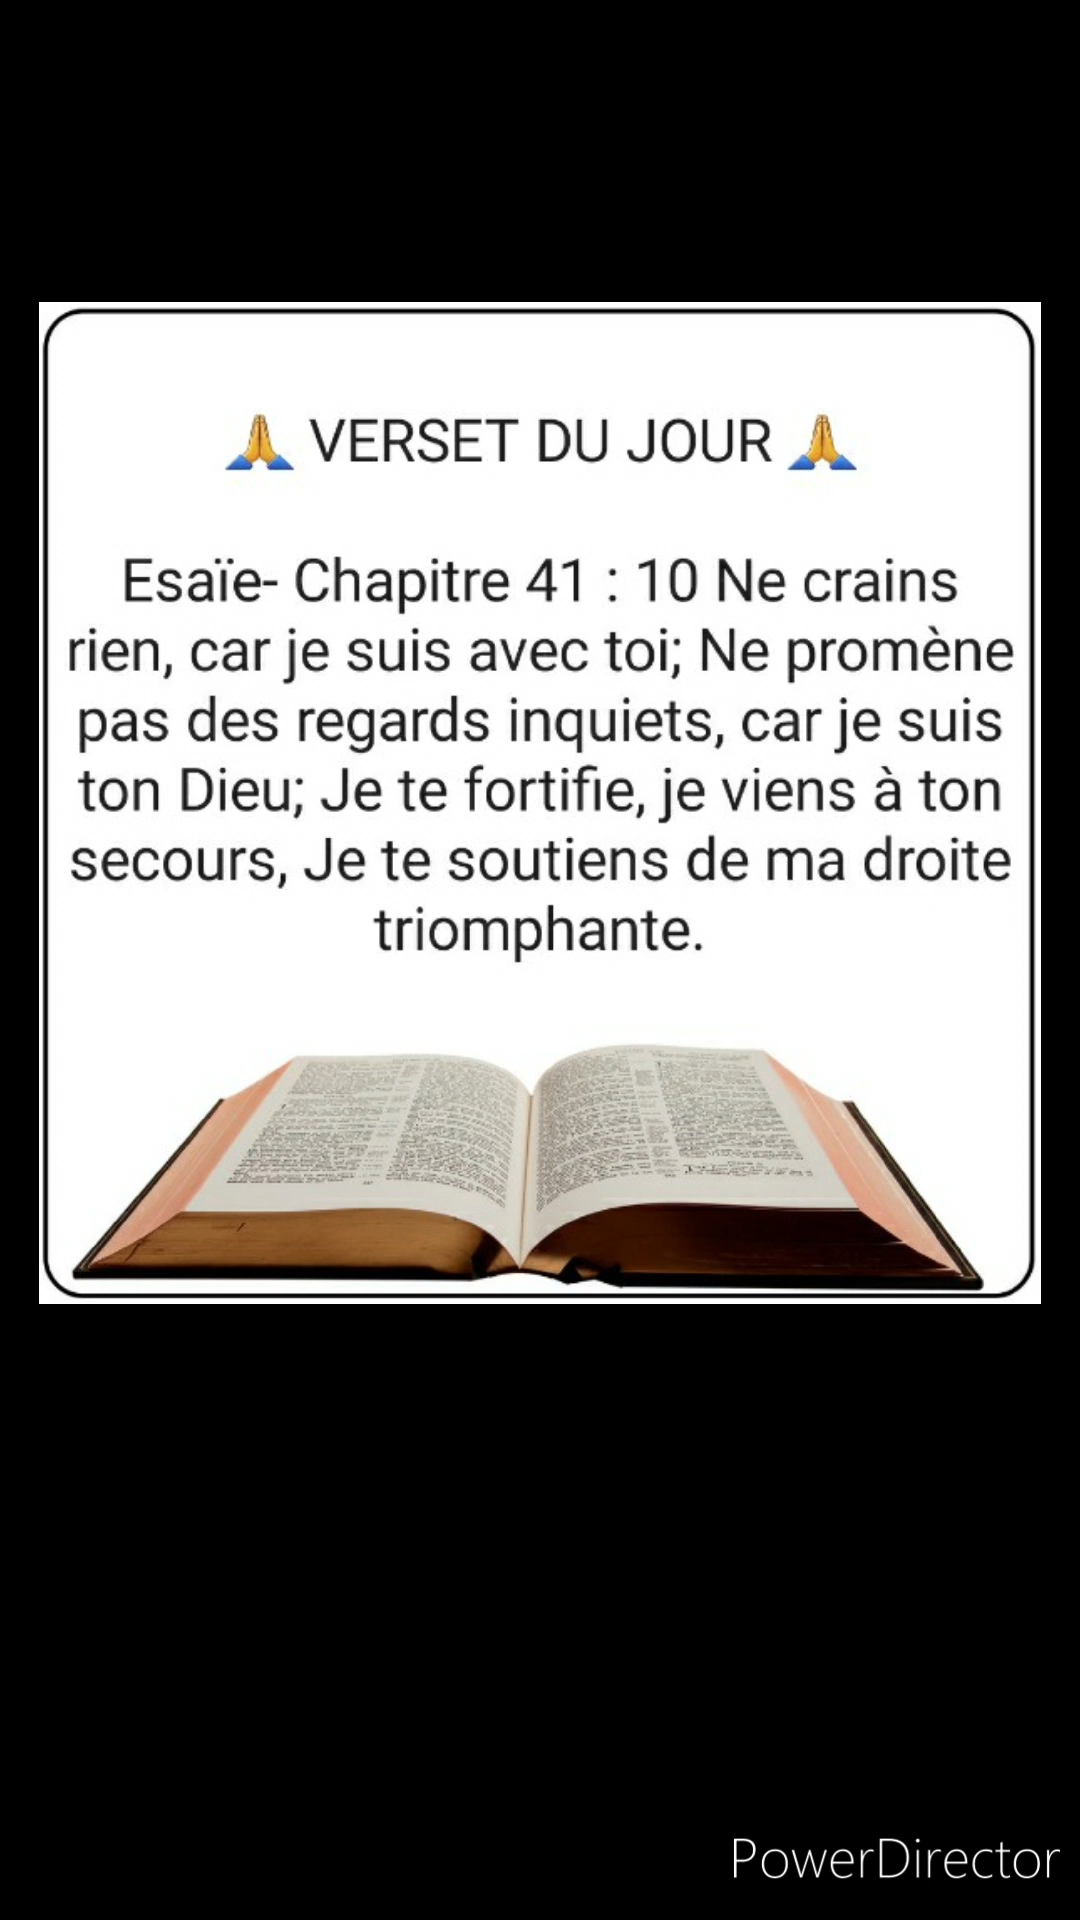 🙏 VERSET DU JOUR 🙏
Esaïe- Chapitre 41 : 10 Ne crains
rien, car je suis avec toi; Ne promène
pas des regards inquiets, car je suis
ton Dieu; Je te fortifie, je viens à ton
secours, Je te soutiens de ma droite
triomphante.
PowerDirector